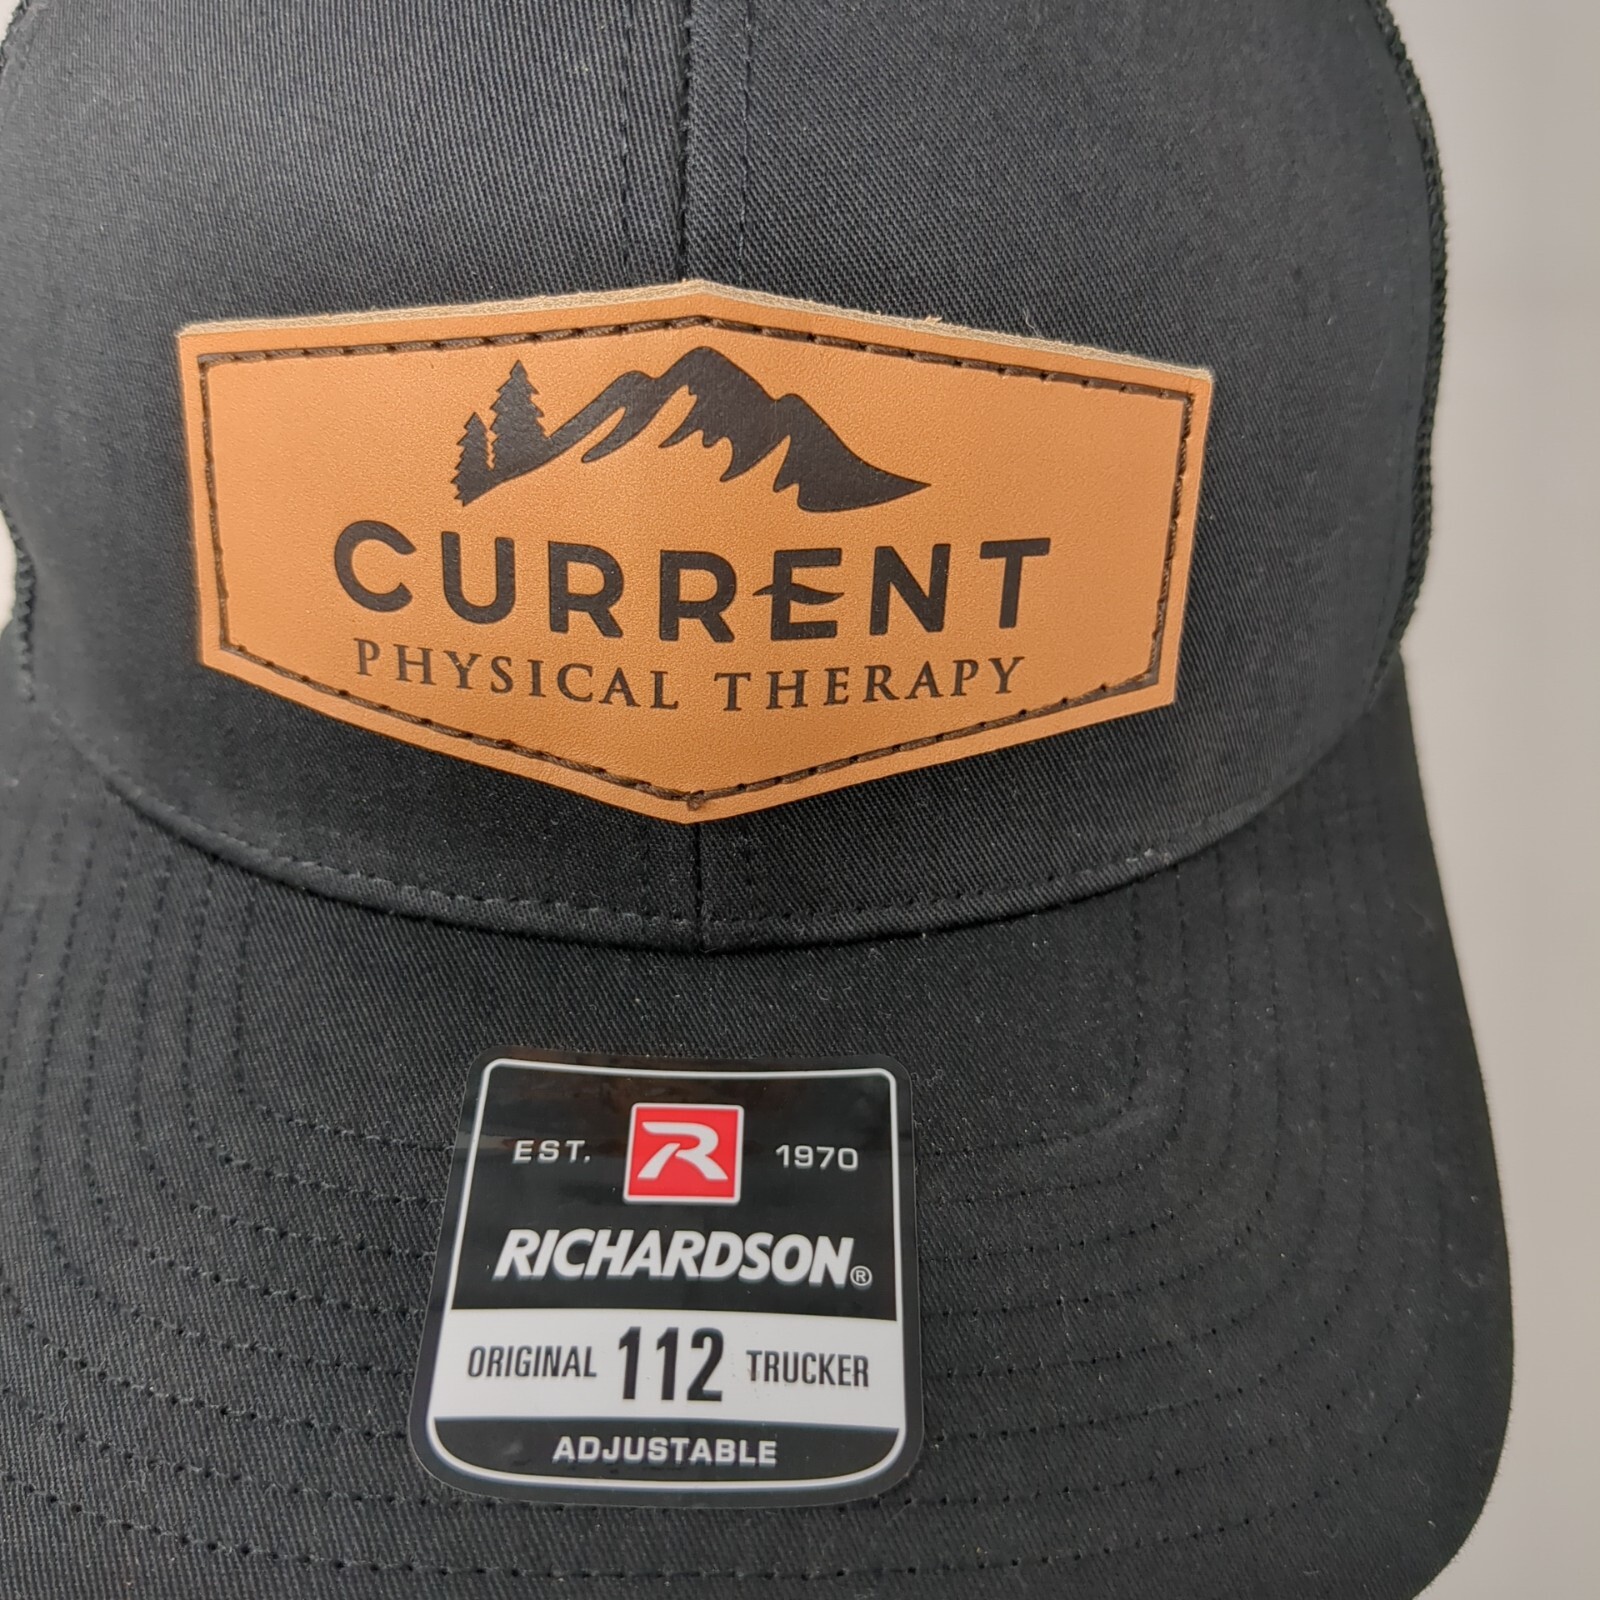 CURRENT
PHYSICAL THERAPY
EST. R 1970
RICHARDSON®
ORIGINAL 112 TRUCKER
ADJUSTABLE